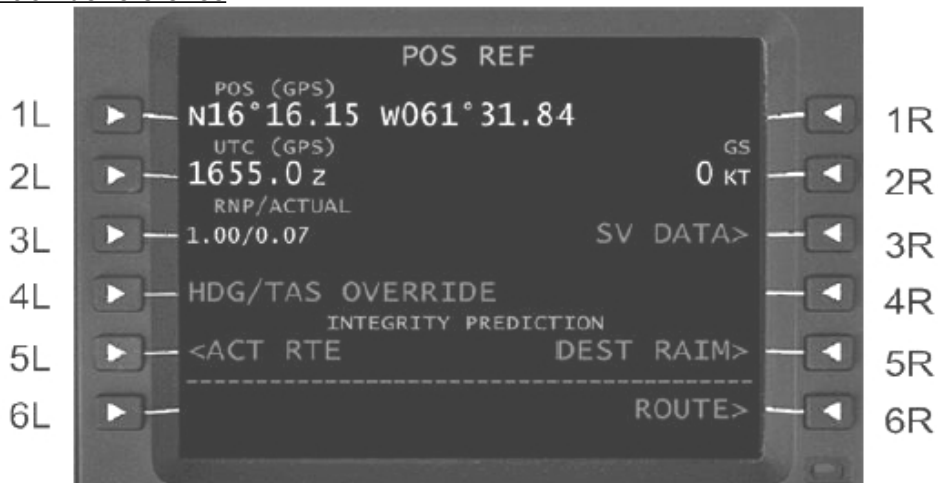 POS REF
POS (GPS)
1L N16°16.15 W061°31.84 1R
UTC (GPS) GS
2L 1655.0 Z 0 KT 2R
RNP/ACTUAL
3L 1.00/0.07 SV DATA> 3R
4L HDG/TAS OVERRIDE 4R
INTEGRITY PREDICTION
5L <ACT RTE DEST RAIM> 5R
--------------------------------------------------
6L ROUTE> 6R